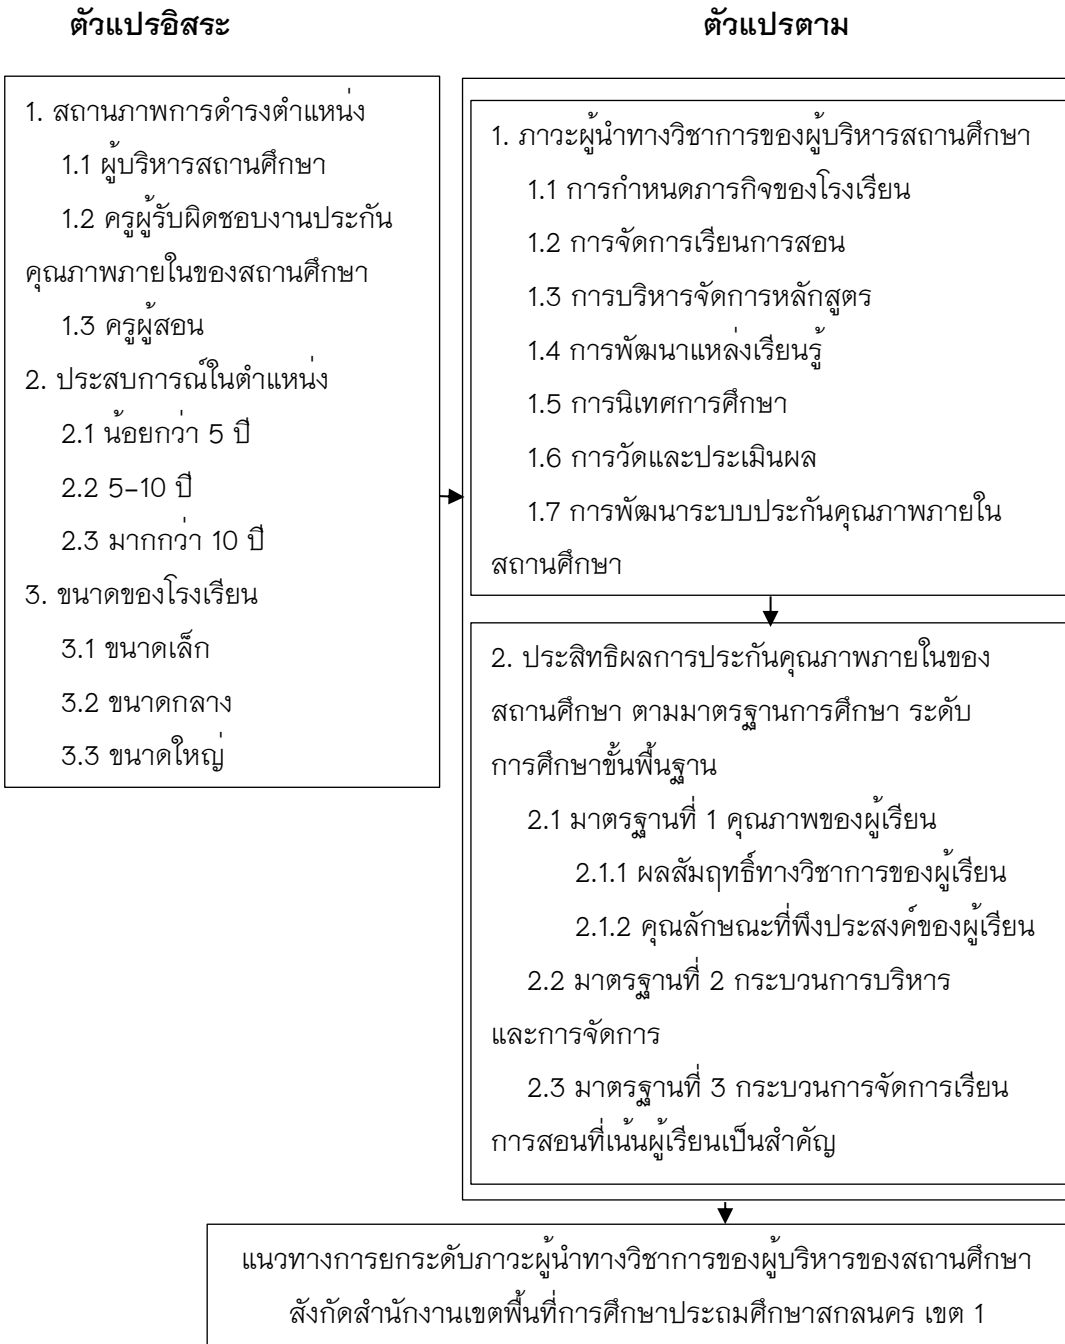 ตัวแปรอิสระ
ตัวแปรตาม
1. สถานภาพการดำรงตำแหน่ง
1.1 ผู้บริหารสถานศึกษา
1.2 ครูผู้รับผิดชอบงานประกัน
คุณภาพภายในของสถานศึกษา
1.3 ครูผู้สอน
2. ประสบการณ์ในตำแหน่ง
2.1 น้อยกว่า 5 ปี
2.2 5–10 ปี
2.3 มากกว่า 10 ปี
3. ขนาดของโรงเรียน
3.1 ขนาดเล็ก
3.2 ขนาดกลาง
3.3 ขนาดใหญ่
1. ภาวะผู้นำทางวิชาการของผู้บริหารสถานศึกษา
1.1 การกำหนดภารกิจของโรงเรียน
1.2 การจัดการเรียนการสอน
1.3 การบริหารจัดการหลักสูตร
1.4 การพัฒนาแหล่งเรียนรู้
1.5 การนิเทศการศึกษา
1.6 การวัดและประเมินผล
1.7 การพัฒนาระบบประกันคุณภาพภายใน
สถานศึกษา
2. ประสิทธิผลการประกันคุณภาพภายในของ
สถานศึกษา ตามมาตรฐานการศึกษา ระดับ
การศึกษาขั้นพื้นฐาน
2.1 มาตรฐานที่ 1 คุณภาพของผู้เรียน
2.1.1 ผลสัมฤทธิ์ทางวิชาการของผู้เรียน
2.1.2 คุณลักษณะที่พึงประสงค์ของผู้เรียน
2.2 มาตรฐานที่ 2 กระบวนการบริหาร
และการจัดการ
2.3 มาตรฐานที่ 3 กระบวนการจัดการเรียน
การสอนที่เน้นผู้เรียนเป็นสำคัญ
แนวทางการยกระดับภาวะผู้นำทางวิชาการของผู้บริหารของสถานศึกษา
สังกัดสำนักงานเขตพื้นที่การศึกษาประถมศึกษาสกลนคร เขต 1